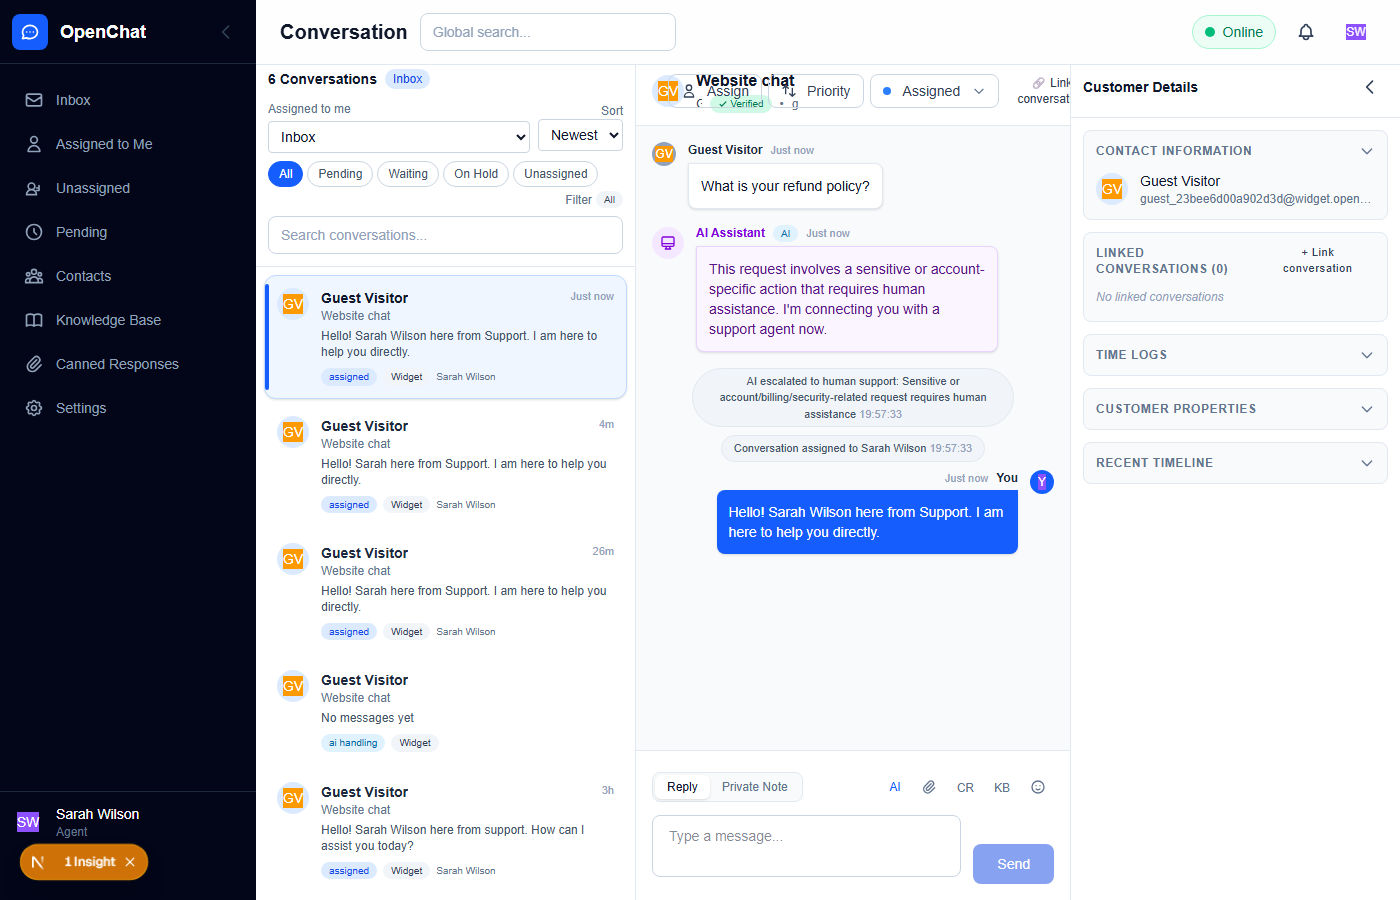 OpenChat
Inbox
Assigned to Me
Unassigned
Pending
Contacts
Knowledge Base
Canned Responses
Settings
SW
Sarah Wilson
Agent
1 Insight
Conversation
Global search...
Online
SW
6 Conversations
Inbox
Assigned to me
Sort
Inbox
Newest
All
Pending
Waiting
On Hold
Unassigned
Filter
All
Search conversations...
GV
Guest Visitor
Just now
Website chat
Hello! Sarah Wilson here from Support. I am here to
help you directly.
assigned
Widget
Sarah Wilson
GV
Guest Visitor
4m
Website chat
Hello! Sarah here from Support. I am here to help you
directly.
assigned
Widget
Sarah Wilson
GV
Guest Visitor
26m
Website chat
Hello! Sarah here from Support. I am here to help you
directly.
assigned
Widget
Sarah Wilson
GV
Guest Visitor
Website chat
No messages yet
ai handling
Widget
GV
Guest Visitor
3h
Website chat
Hello! Sarah Wilson here from support. How can I
assist you today?
assigned
Widget
Sarah Wilson
GV
Website chat
Assign
Verified
• g
Priority
Assigned
Link
conversat
GV
Guest Visitor
Just now
What is your refund policy?
AI Assistant
AI
Just now
This request involves a sensitive or account-
specific action that requires human
assistance. I'm connecting you with a
support agent now.
AI escalated to human support: Sensitive or
account/billing/security-related request requires human
assistance 19:57:33
Conversation assigned to Sarah Wilson 19:57:33
Just now
You
Y
Hello! Sarah Wilson here from Support. I am
here to help you directly.
Reply
Private Note
AI
CR
KB
Type a message...
Send
Customer Details
CONTACT INFORMATION
GV
Guest Visitor
guest_23bee6d00a902d3d@widget.open...
LINKED
CONVERSATIONS (0)
+ Link
conversation
No linked conversations
TIME LOGS
CUSTOMER PROPERTIES
RECENT TIMELINE